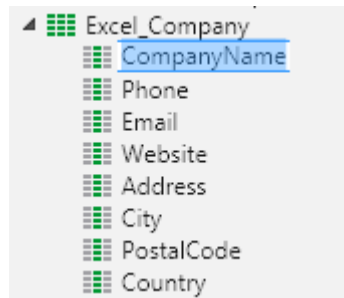 Excel_Company
CompanyName
Phone
Email
Website
Address
City
PostalCode
Country